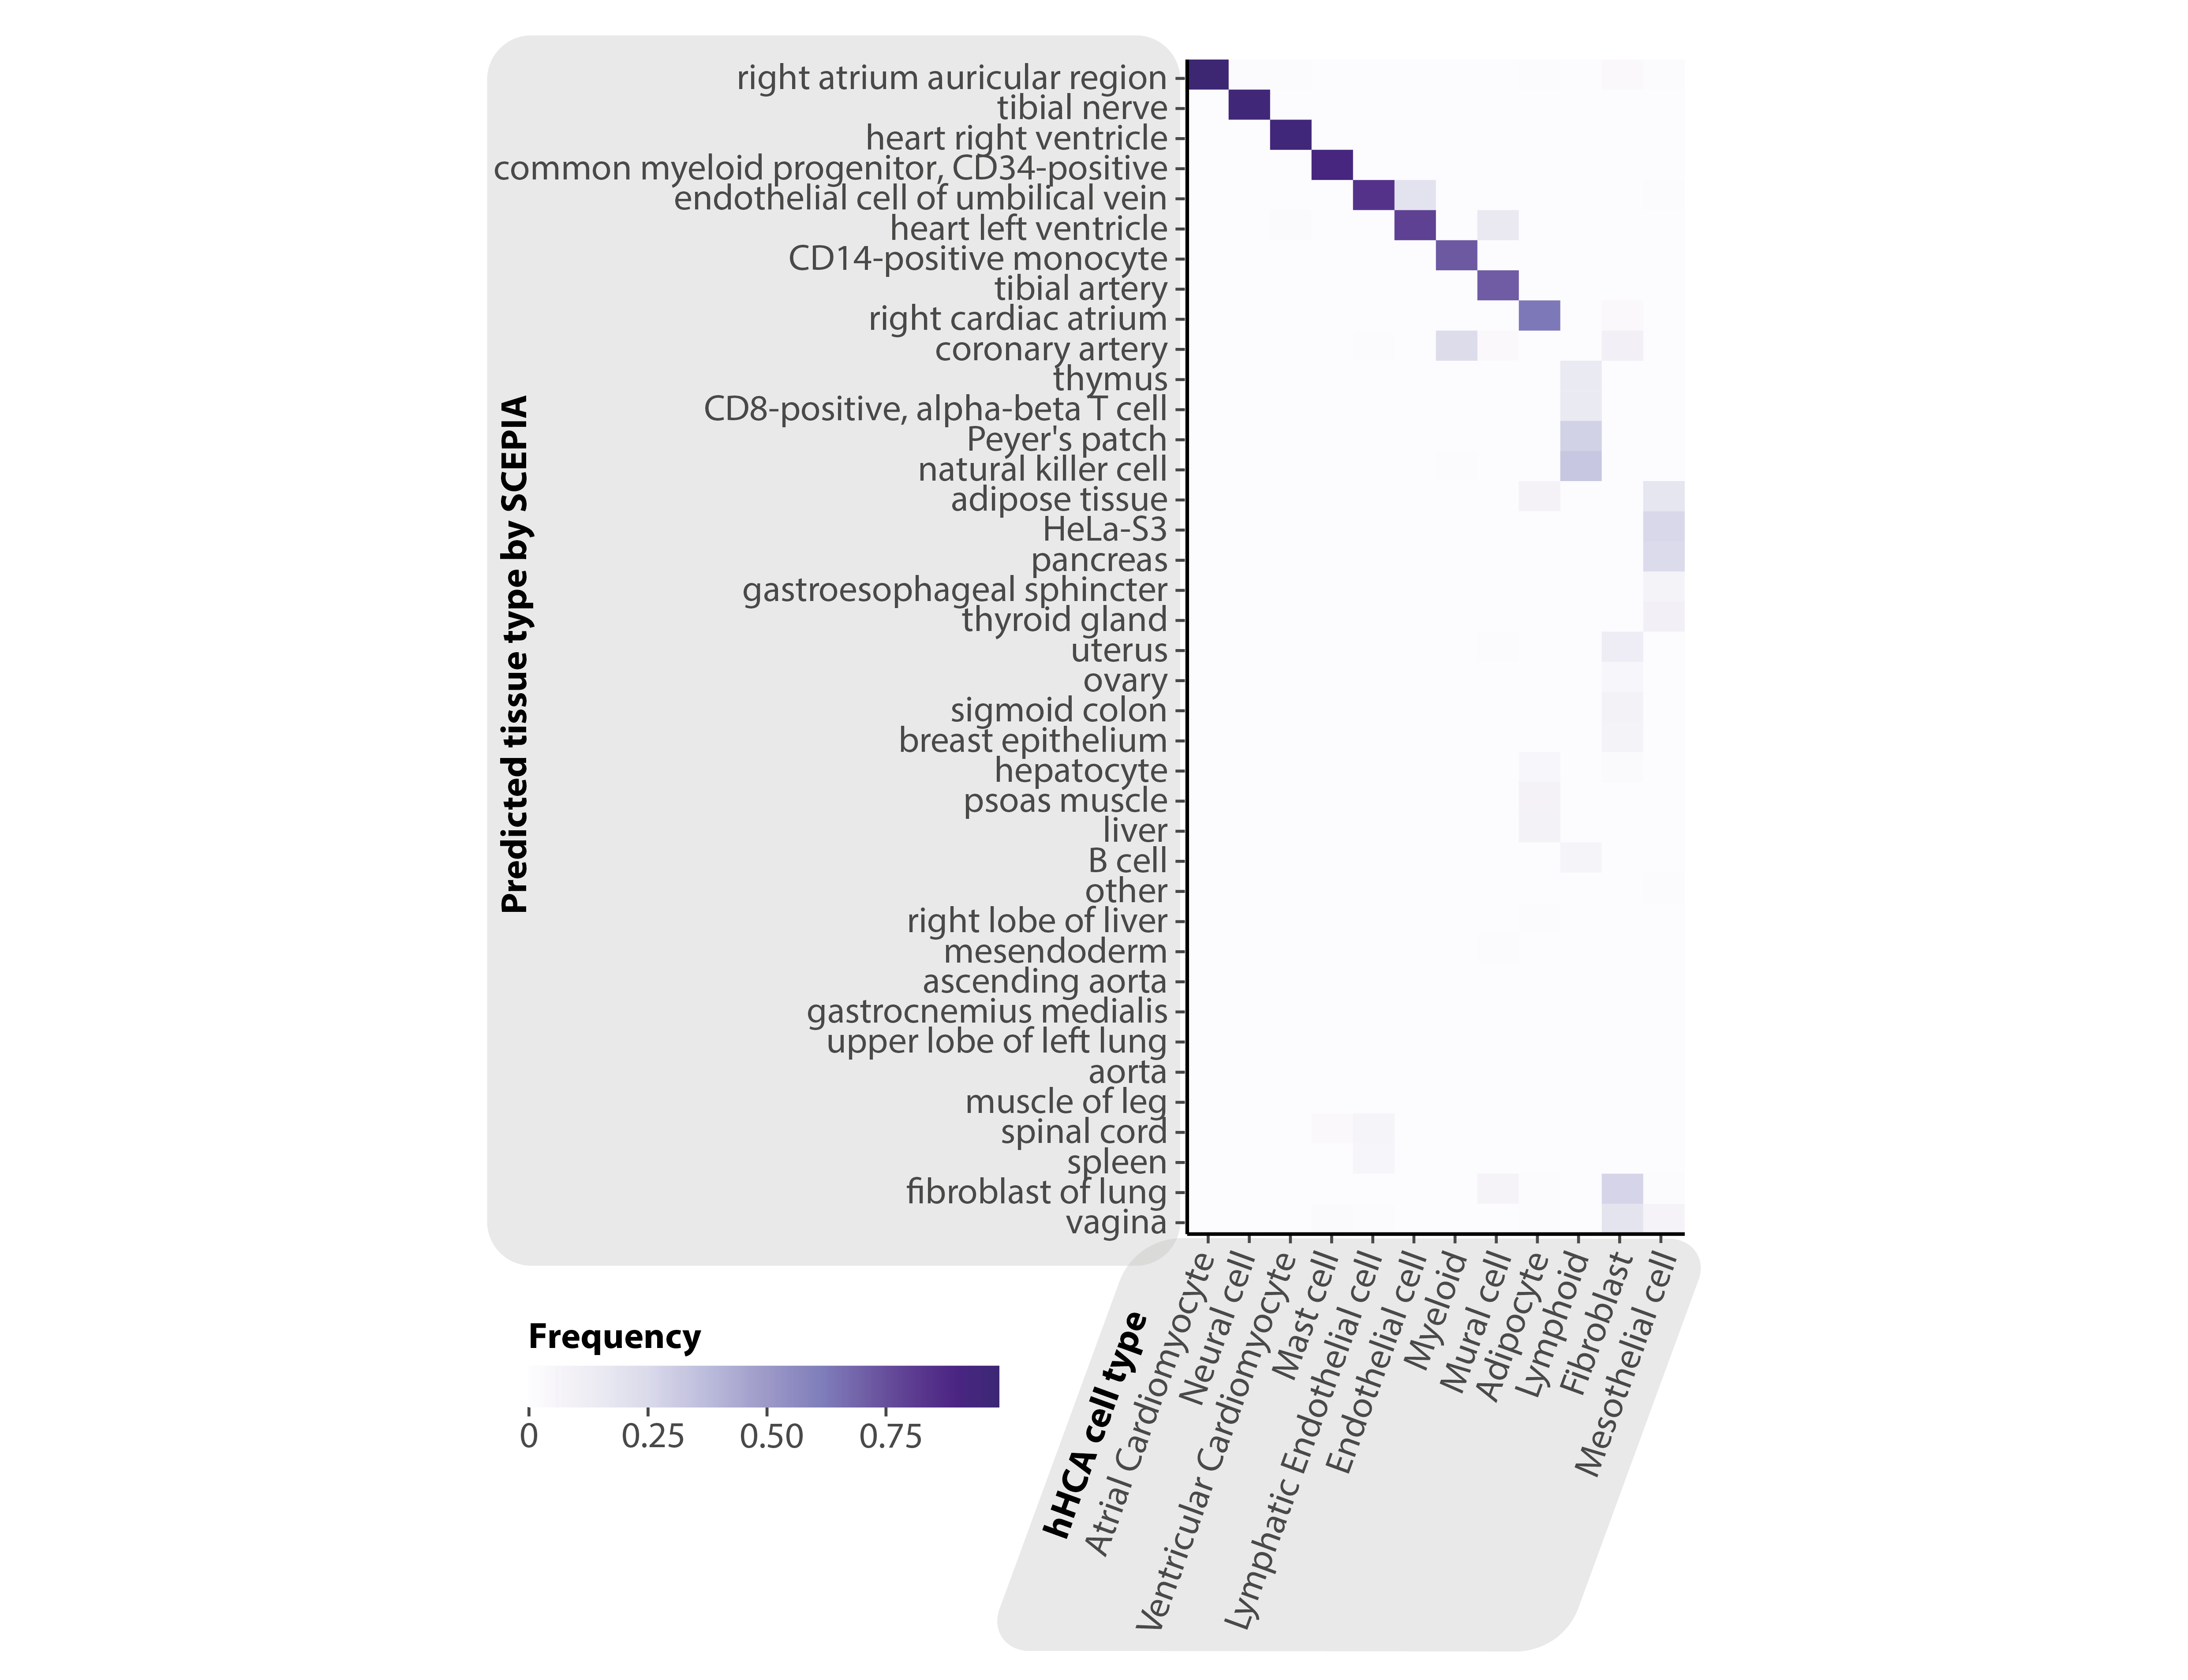 Predicted tissue type by SCEPIA
right atrium auricular region
tibial nerve
heart right ventricle
common myeloid progenitor, CD34-positive
endothelial cell of umbilical vein
heart left ventricle
CD14-positive monocyte
tibial artery
right cardiac atrium
coronary artery
thymus
CD8-positive, alpha-beta T cell
Peyer's patch
natural killer cell
adipose tissue
HeLa-S3
pancreas
gastroesophageal sphincter
thyroid gland
uterus
ovary
sigmoid colon
breast epithelium
hepatocyte
psoas muscle
liver
B cell
other
right lobe of liver
mesendoderm
ascending aorta
gastrocnemius medialis
upper lobe of left lung
aorta
muscle of leg
spinal cord
spleen
fibroblast of lung
vagina
hHCA cell type
Atrial Cardiomyocyte
Neural cell
Ventricular Cardiomyocyte
Mast cell
Lymphatic Endothelial cell
Endothelial cell
Myeloid
Mural cell
Adipocyte
Lymphoid
Fibroblast
Mesothelial cell
Frequency
0 0.25 0.50 0.75